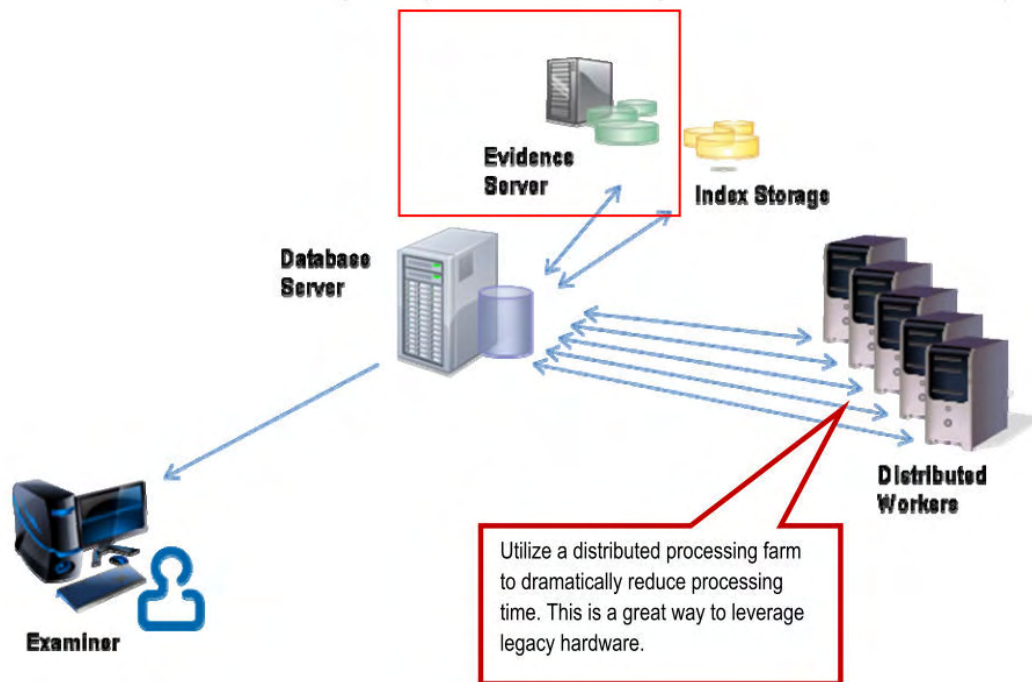 Evidence
Server
Index Storage
Database
Server
Distributed
Workers
Utilize a distributed processing farm
to dramatically reduce processing
time. This is a great way to leverage
legacy hardware.
Examiner